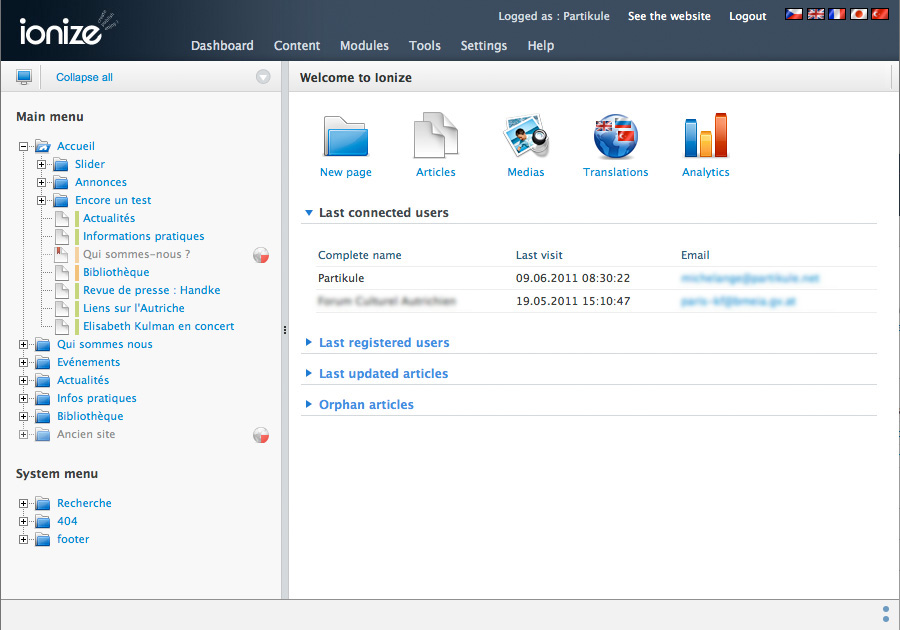 ionize
Logged as : Partikule See the website Logout
Dashboard Content Modules Tools Settings Help
Collapse all
Welcome to Ionize
Main menu
Accueil
Slider
Annonces
Encore un test
Actualités
Informations pratiques
Qui sommes-nous ?
Bibliothèque
Revue de presse : Handke
Liens sur l'Autriche
Elisabeth Kulman en concert
Qui sommes nous
Evénements
Actualités
Infos pratiques
Bibliothèque
Ancien site
System menu
Recherche
404
footer
New page Articles Medias Translations Analytics
Last connected users
Complete name Last visit Email
Partikule 09.06.2011 08:30:22
19.05.2011 15:10:47
Last registered users
Last updated articles
Orphan articles